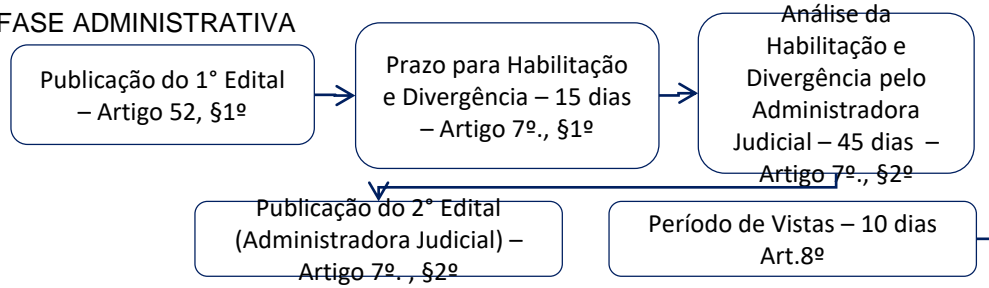 FASE ADMINISTRATIVA
Publicação do 1° Edital
– Artigo 52, §1º
Prazo para Habilitação
e Divergência – 15 dias
– Artigo 7º., §1º
Análise da
Habilitação e
Divergência pelo
Administradora
Judicial – 45 dias –
Artigo 7º., §2º
Publicação do 2° Edital
(Administradora Judicial) –
Artigo 7º. , §2º
Período de Vistas – 10 dias
Art.8º